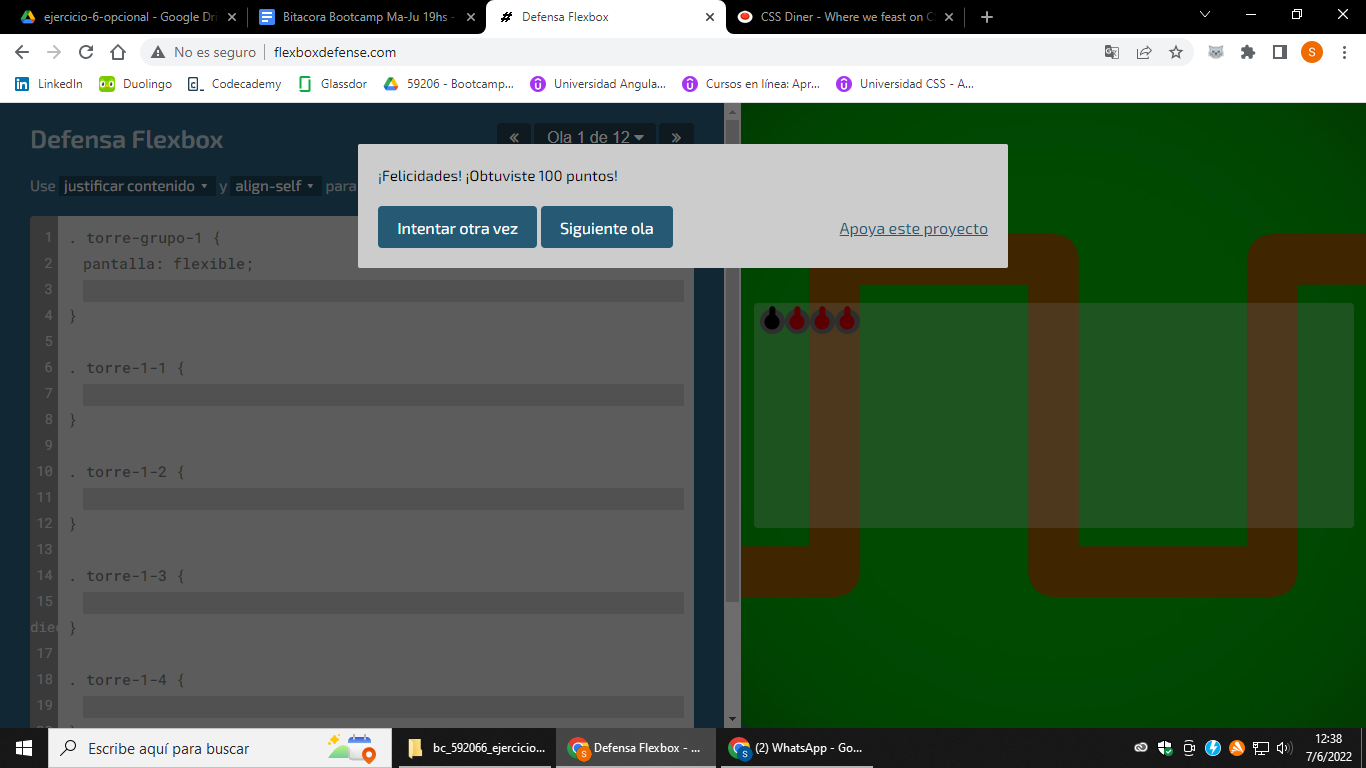 ejercicio-6-opcional - Google Dri
Bitacora Bootcamp Ma-Ju 19hs -
Defensa Flexbox
CSS Diner - Where we feast on C
No es seguro
flexboxdefense.com
S
LinkedIn
Duolingo
Codecademy
Glassdor
59206 - Bootcamp...
Universidad Angula...
Cursos en línea: Apr...
Universidad CSS - A...
Defensa Flexbox
« Ola 1 de 12 »
Use justificar contenido y align-self para
¡Felicidades! ¡Obtuviste 100 puntos!
Intentar otra vez
Siguiente ola
Apoya este proyecto
1 . torre-grupo-1 {
2 pantalla: flexible;
3
4 }
5
6 . torre-1-1 {
7
8 }
9
10 . torre-1-2 {
11
12 }
13
14 . torre-1-3 {
15
diec }
17
18 . torre-1-4 {
19
Escribe aquí para buscar
bc_592066_ejercicio...
Defensa Flexbox - ...
(2) WhatsApp - Go...
12:38
7/6/2022